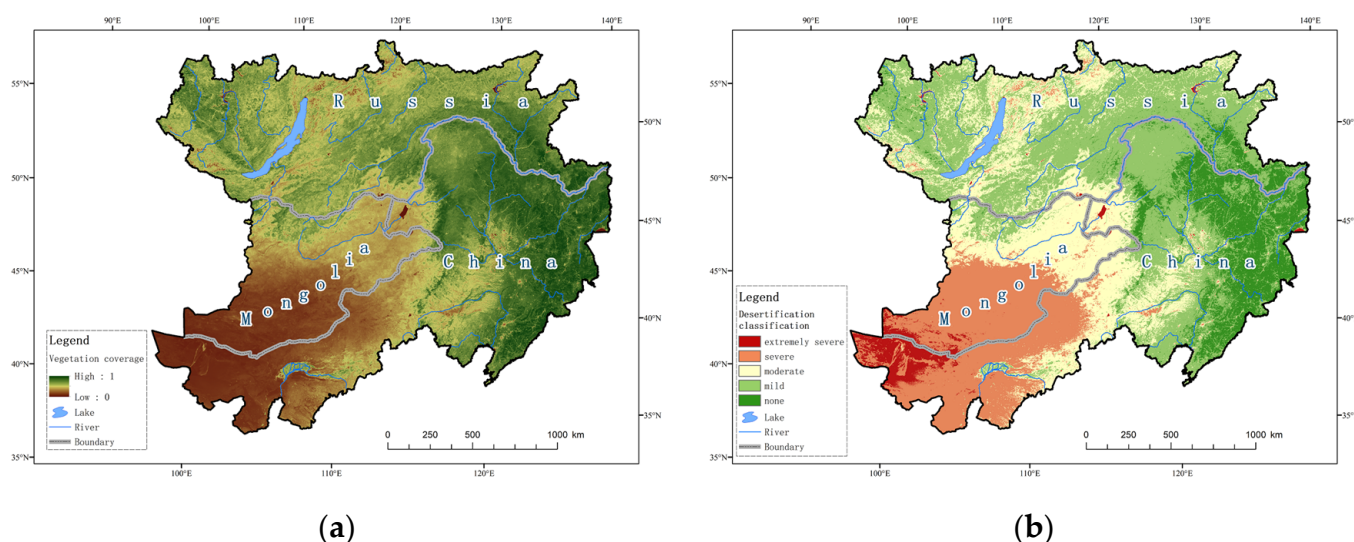 90°E 100°E 110°E 120°E 130°E 140°E
55°N
50°N
45°N
40°N
35°N
50°N
45°N
40°N
35°N
Russia
Mongolia
China
Legend
Vegetation coverage
High : 1
Low : 0
Lake
River
Boundary
0 250 500 1000 km
100°E 110°E 120°E
(a)
90°E 100°E 110°E 120°E 130°E 140°E
55°N
50°N
45°N
40°N
35°N
50°N
45°N
40°N
35°N
Russia
Mongolia
China
Legend
Desertification
classification
extremely severe
severe
moderate
mild
none
Lake
River
Boundary
0 250 500 1000 km
100°E 110°E 120°E
(b)